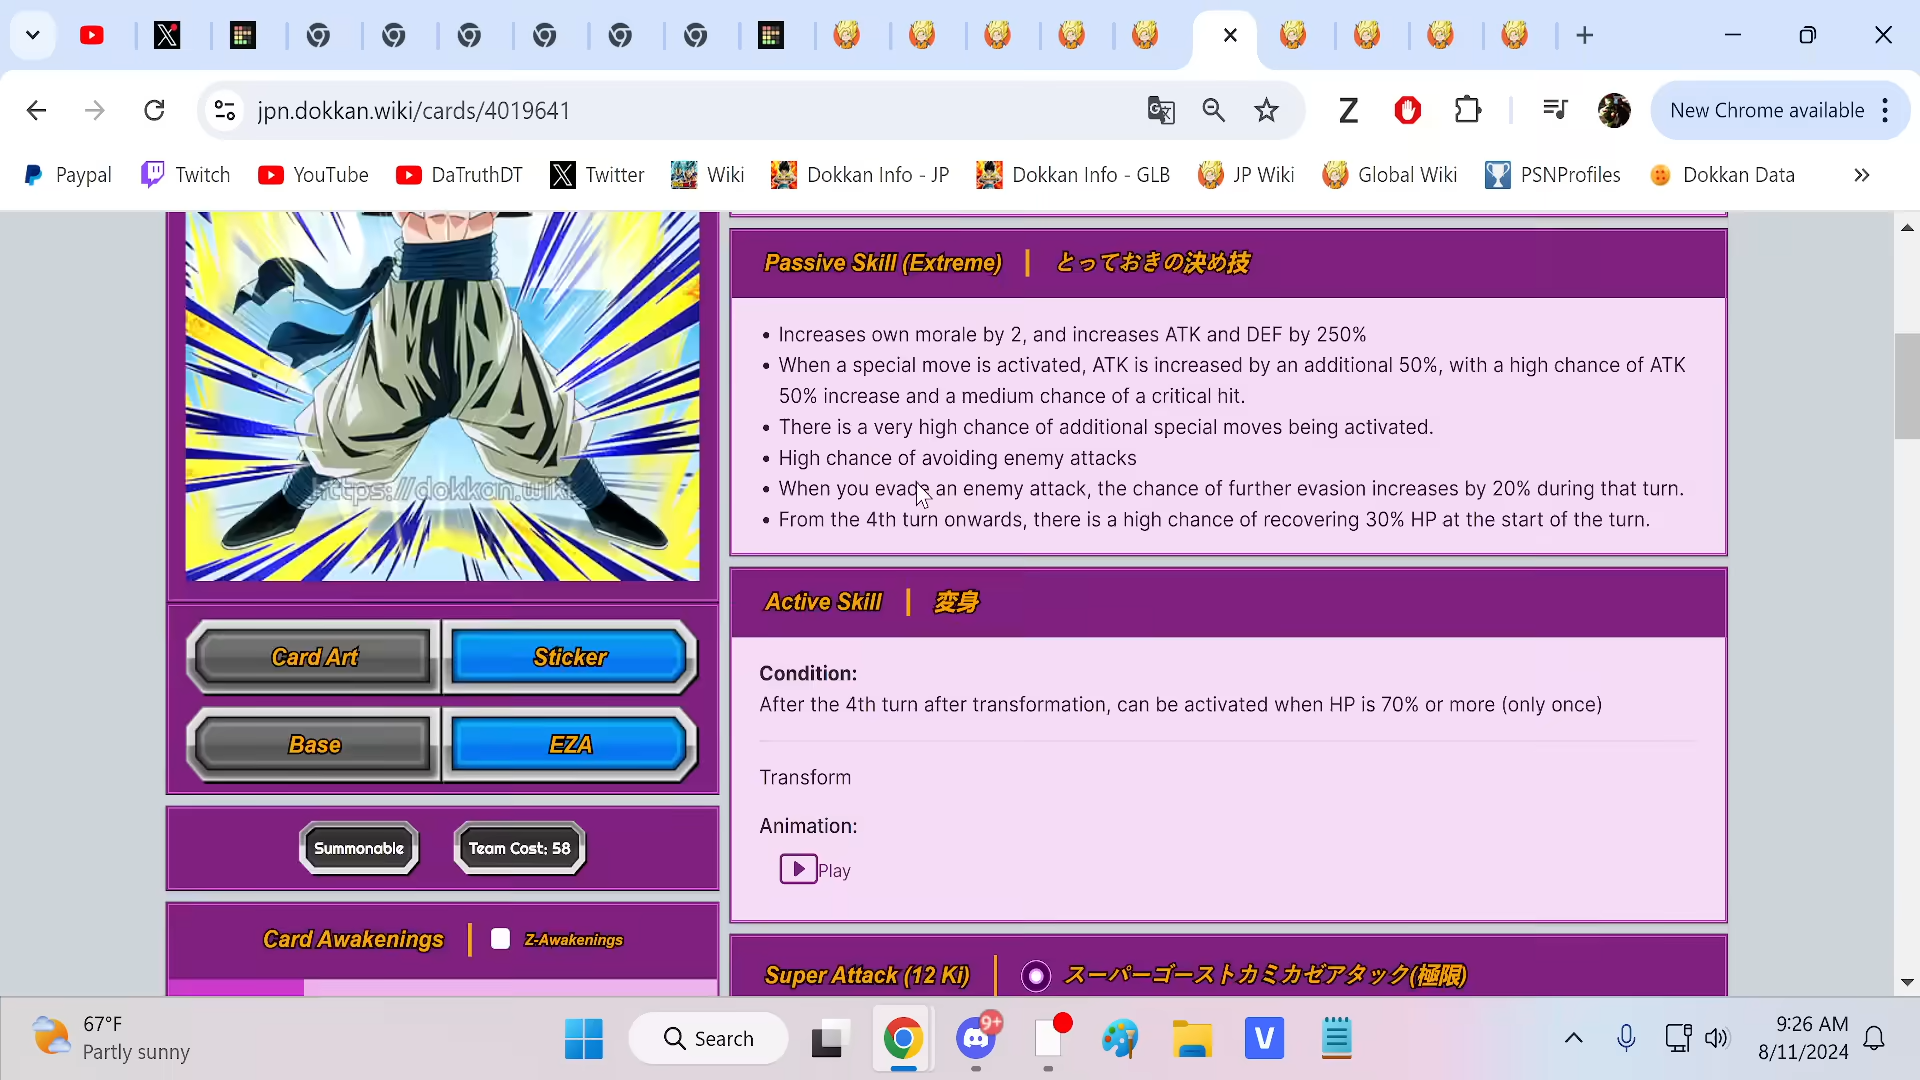 jpn.dokkan.wiki/cards/4019641
New Chrome available
Paypal
Twitch
YouTube
DaTruthDT
Twitter
Wiki
Dokkan Info - JP
Dokkan Info - GLB
JP Wiki
Global Wiki
PSNProfiles
Dokkan Data
Passive Skill (Extreme) | とっておきの決め技
• Increases own morale by 2, and increases ATK and DEF by 250%
• When a special move is activated, ATK is increased by an additional 50%, with a high chance of ATK
50% increase and a medium chance of a critical hit.
• There is a very high chance of additional special moves being activated.
• High chance of avoiding enemy attacks
• When you evade an enemy attack, the chance of further evasion increases by 20% during that turn.
• From the 4th turn onwards, there is a high chance of recovering 30% HP at the start of the turn.
https://dokkan.wiki
Active Skill | 変身
Condition:
After the 4th turn after transformation, can be activated when HP is 70% or more (only once)
Transform
Animation:
Play
Card Art
Sticker
Base
EZA
Summonable
Team Cost: 58
Card Awakenings | Z-Awakenings
Super Attack (12 Ki) | スーパーゴーストカミカゼアタック(極限)
67°F
Partly sunny
Search
9+
9:26 AM
8/11/2024